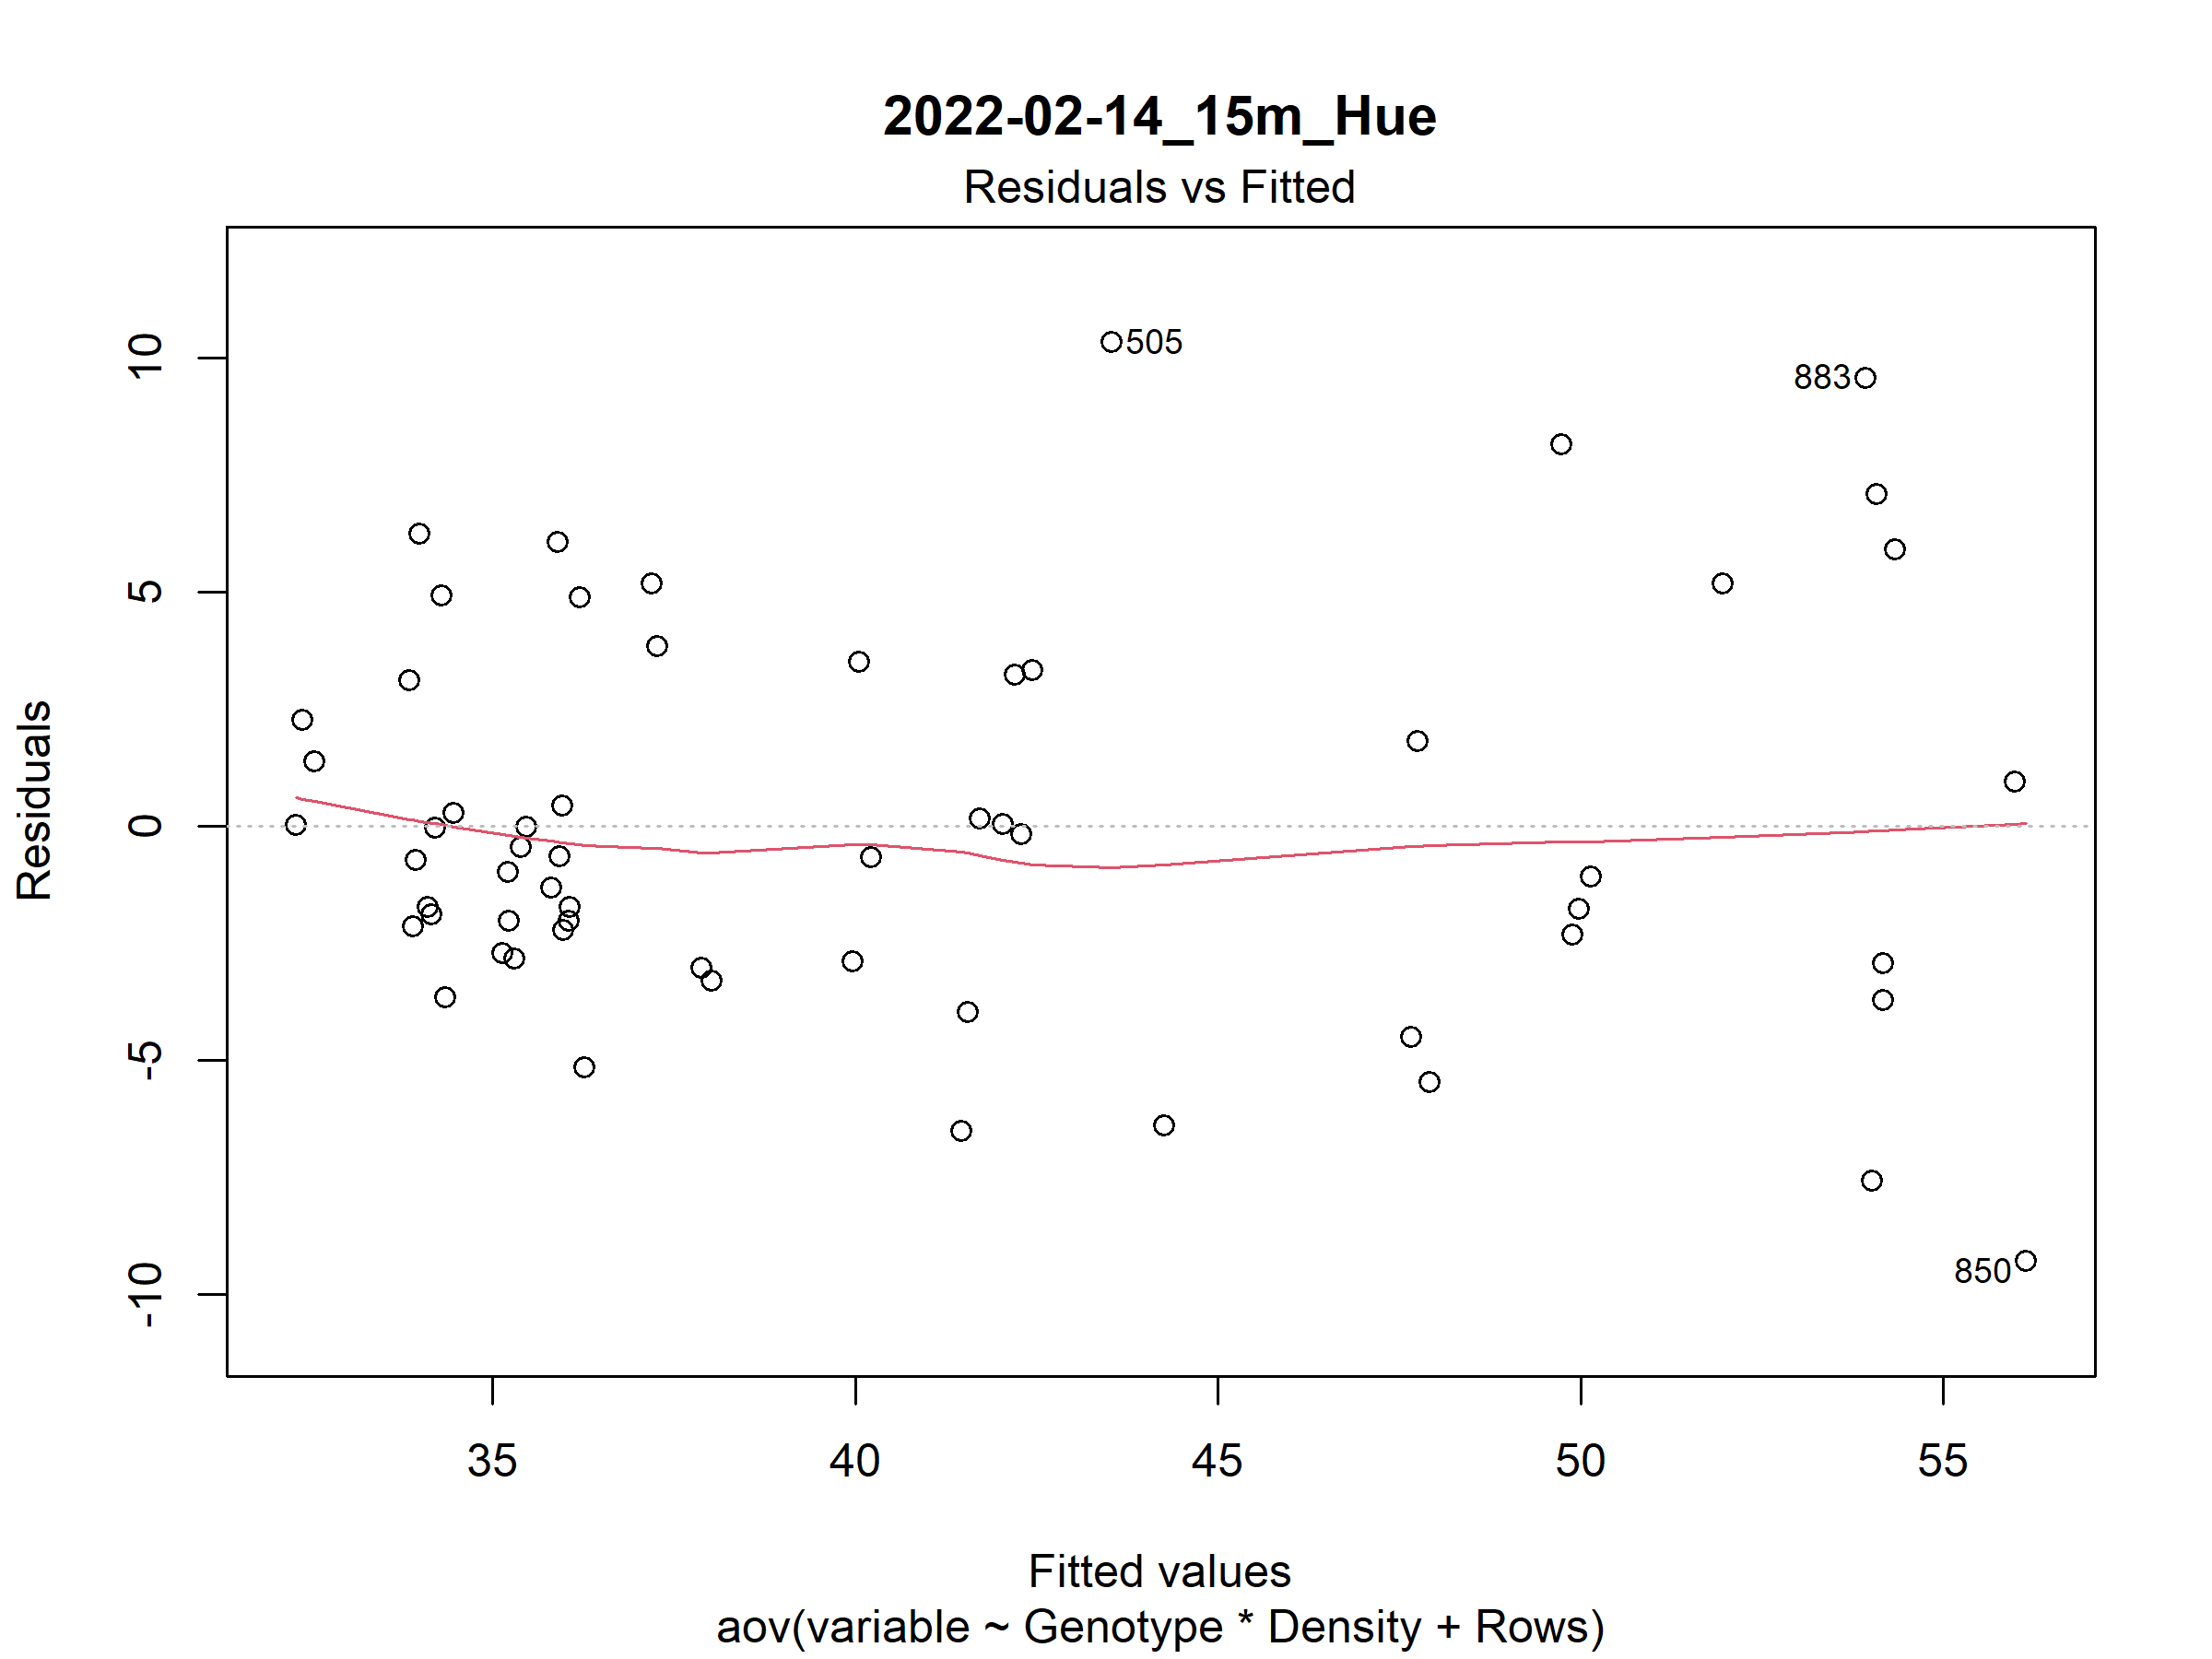 2022-02-14_15m_Hue
Residuals vs Fitted
505
883
850
Residuals
10
5
0
-5
-10
35 40 45 50 55
Fitted values
aov(variable ~ Genotype * Density + Rows)